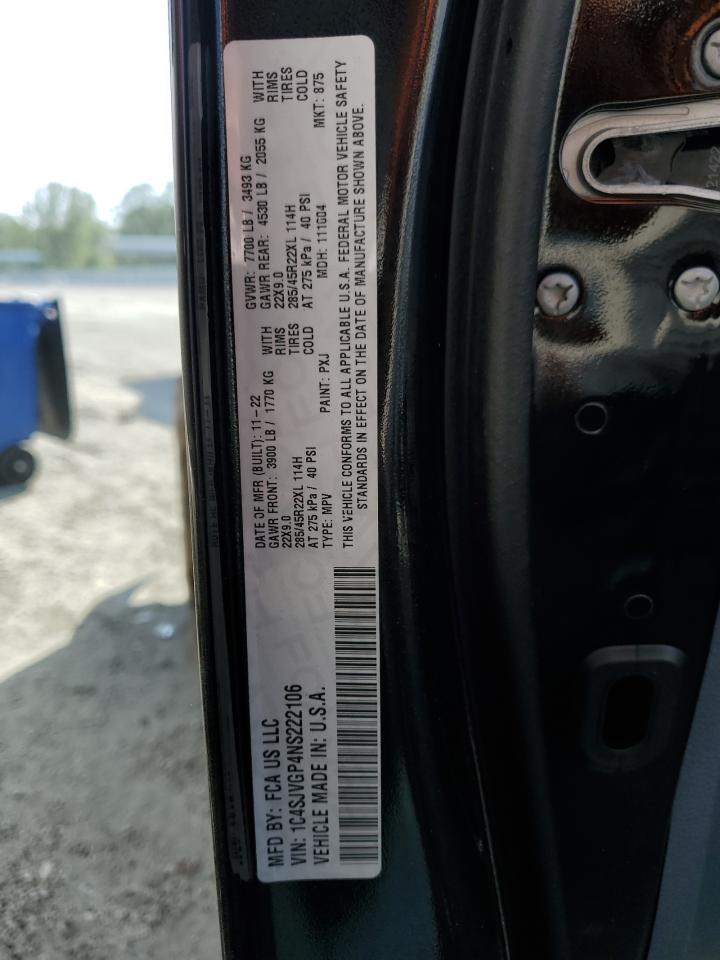 MFD BY: FCA US LLC
VIN: 1C4SJVGP4NS222106
VEHICLE MADE IN: U.S.A.
DATE OF MFR (BUILT): 11-22
GVWR: 7700 LB / 3493 KG
GAWR FRONT: 3900 LB / 1770 KG WITH
22X9.0 RIMS
285/45R22XL 114H TIRES
AT 275 kPa / 40 PSI COLD
GAWR REAR: 4530 LB / 2055 KG WITH
22X9.0 RIMS
285/45R22XL 114H TIRES
AT 275 kPa / 40 PSI COLD
TYPE: MPV PAINT: PXJ MDH: 111604 MKT: 875
THIS VEHICLE CONFORMS TO ALL APPLICABLE U.S.A. FEDERAL MOTOR VEHICLE SAFETY
STANDARDS IN EFFECT ON THE DATE OF MANUFACTURE SHOWN ABOVE.